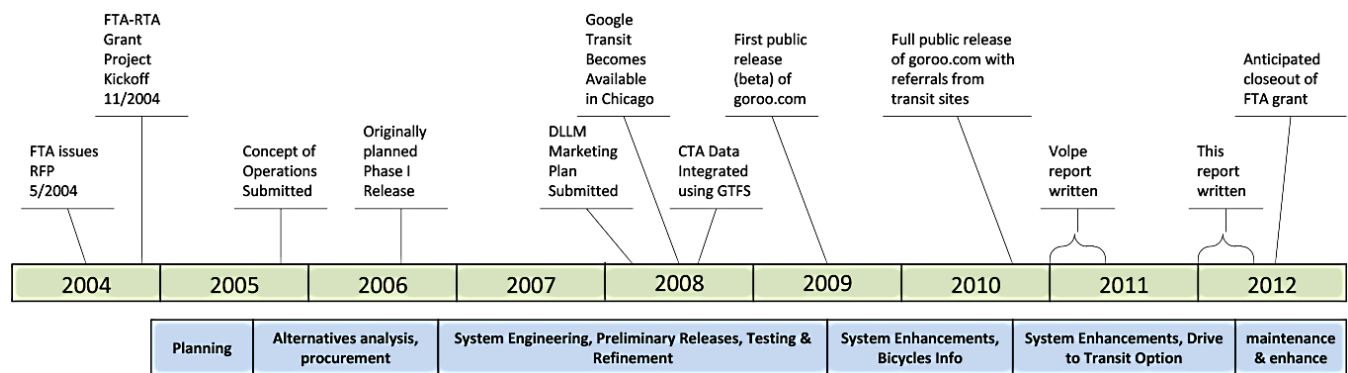 FTA-RTA
Grant
Project
Kickoff
11/2004
Google
Transit
Becomes
Available
in Chicago
First public
release
(beta) of
goroo.com
Full public release
of goroo.com with
referrals from
transit sites
Anticipated
closeout of
FTA grant
FTA issues
RFP
5/2004
Concept of
Operations
Submitted
Originally
planned
Phase I
Release
DLLM
Marketing
Plan
Submitted
CTA Data
Integrated
using GTFS
Volpe
report
written
This
report
written
2004
2005
2006
2007
2008
2009
2010
2011
2012
Planning
Alternatives analysis,
procurement
System Engineering, Preliminary Releases, Testing &
Refinement
System Enhancements,
Bicycles Info
System Enhancements, Drive
to Transit Option
maintenance
& enhance